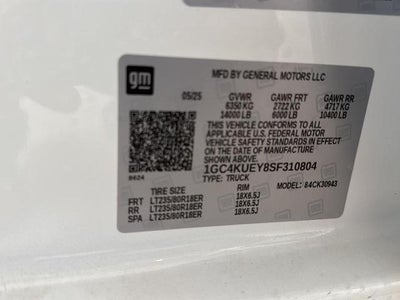 gm
MFD BY GENERAL MOTORS LLC
05/25 GVWR GAWR FRT GAWR RR
6350 KG 2722 KG 4717 KG
14000 LB 6000 LB 10400 LB
THIS VEHICLE CONFORMS TO ALL
APPLICABLE U.S. FEDERAL MOTOR
VEHICLE SAFETY STANDARDS IN
EFFECT ON THE DATE OF
MANUFACTURE SHOWN ABOVE.
1GC4KUEY8SF310804
TYPE: TRUCK
8424
TIRE SIZE RIM MODEL: 84CK30943
FRT LT235/80R18ER 18X6.5J
RR LT235/80R18ER 18X6.5J
SPA LT235/80R18ER 18X6.5J